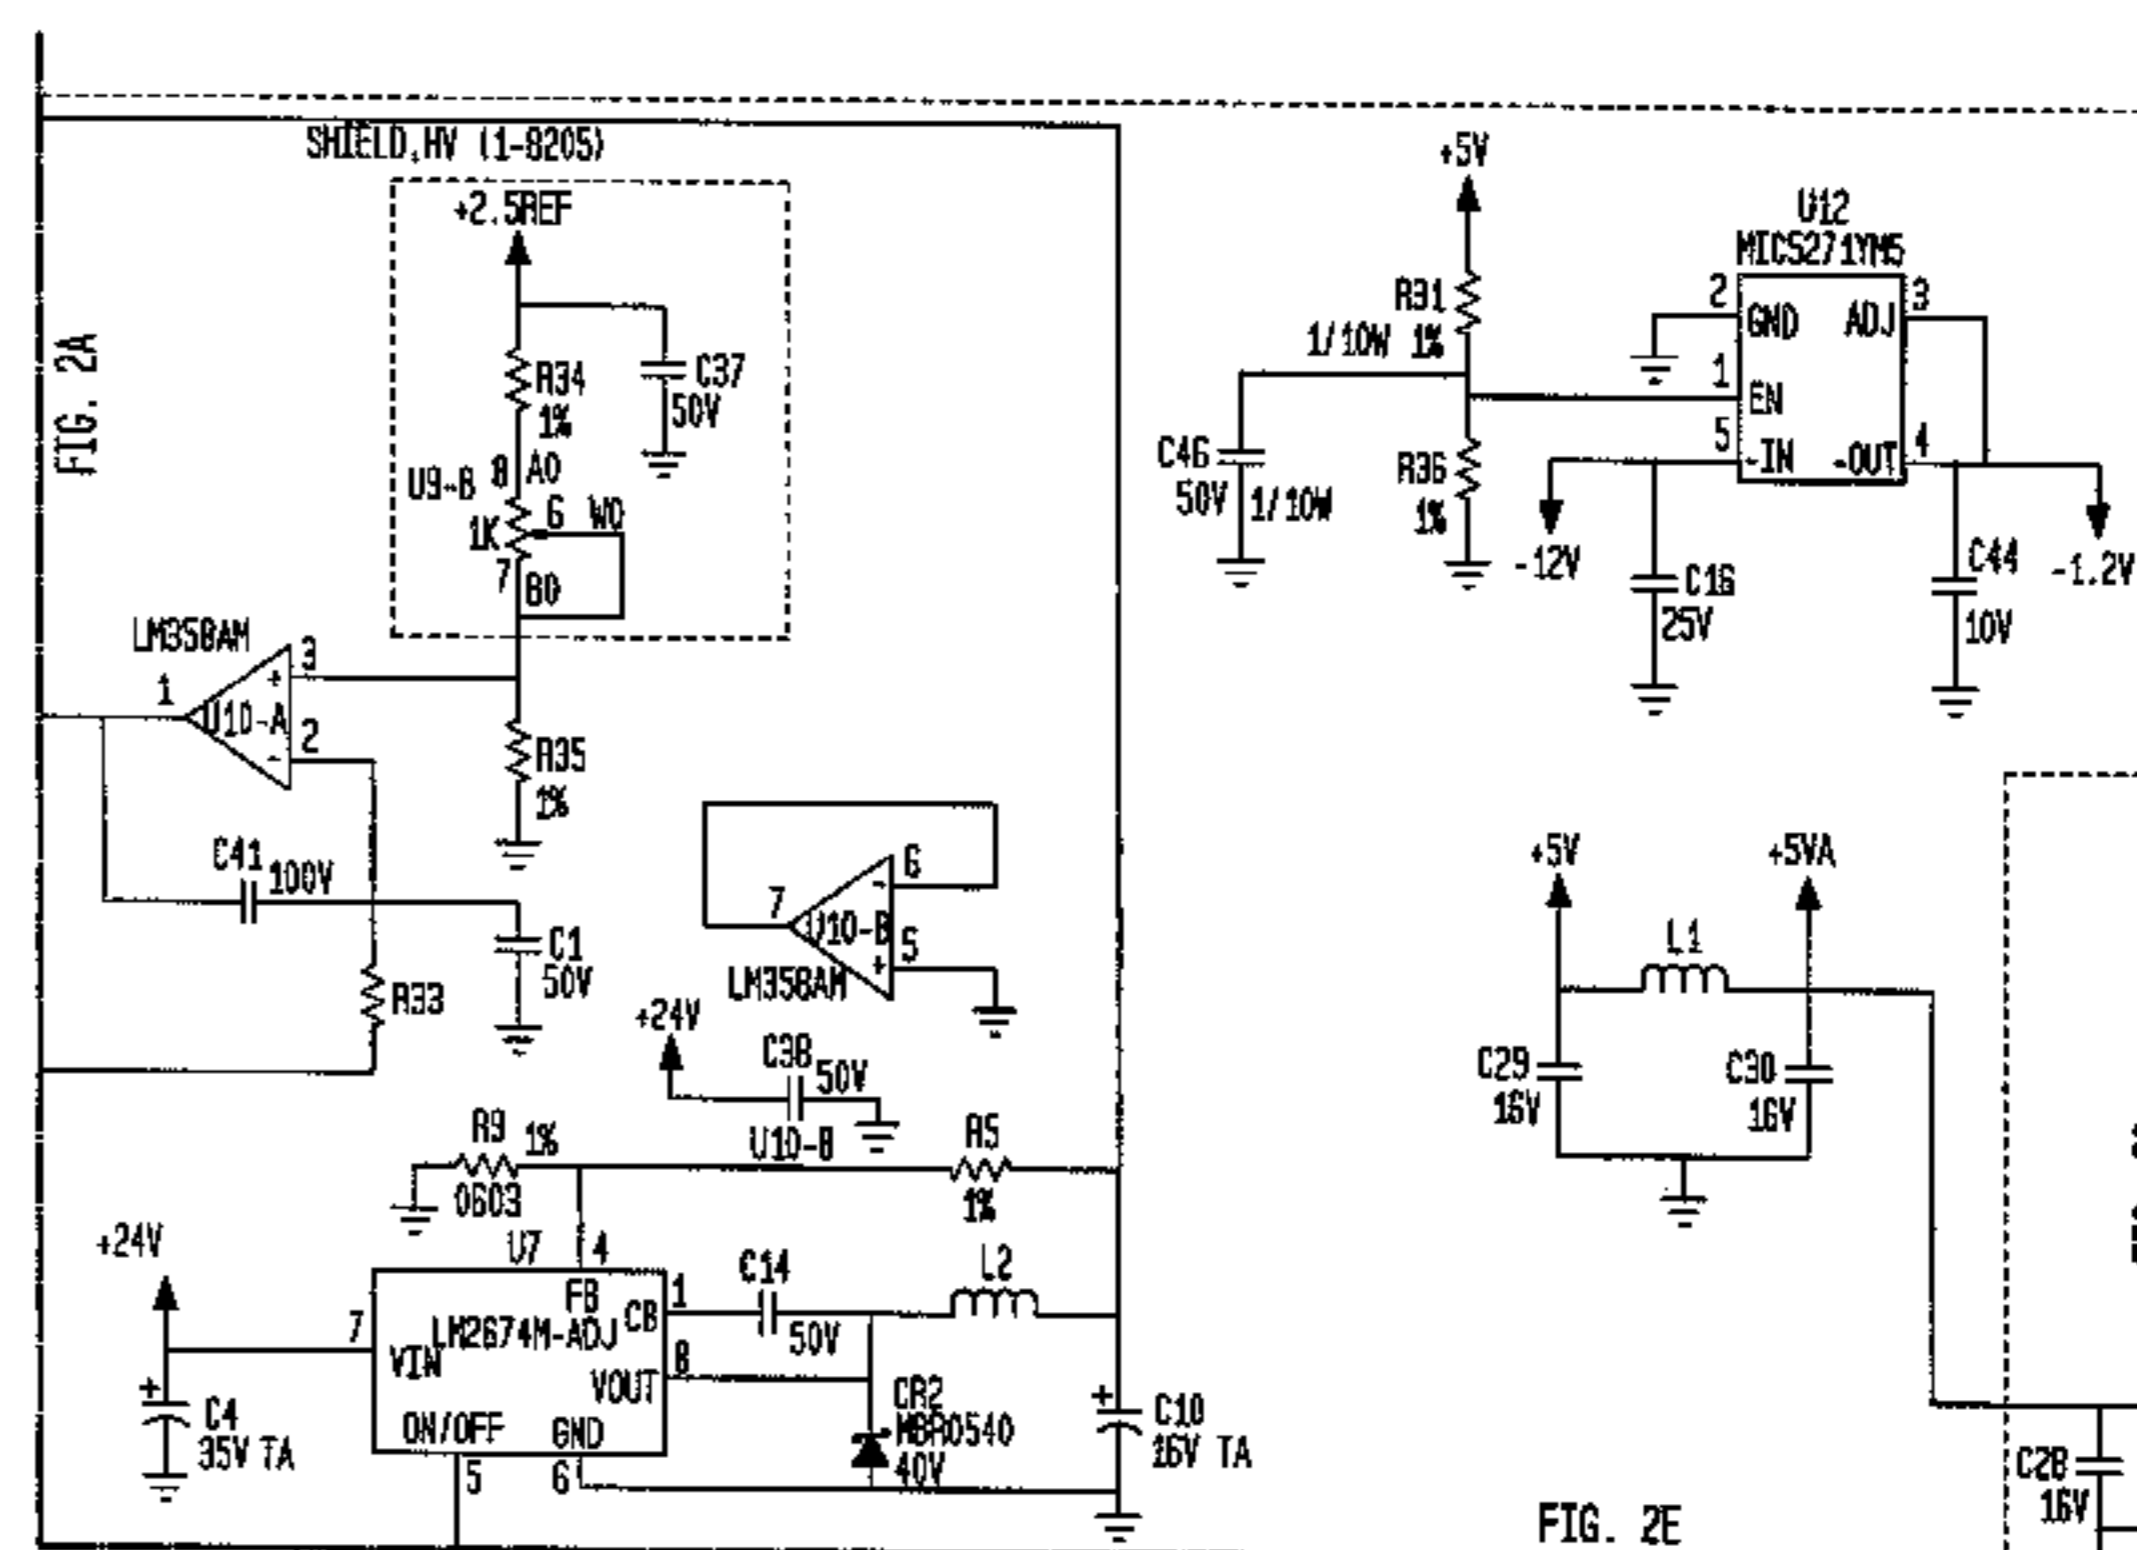 SHIELD,HV (1-8205)
+2.5REF
FIG. 2A
R34
1%
C37
50V
U9-B
8
A0
1K
6
W0
7
B0
LM358AM
1
3
U10-A
2
R35
1%
C41
100V
C1
50V
R33
7
6
U10-B
5
LM358AM
+24V
C38
50V
U10-B
R9
1%
0603
R5
1%
+24V
U7
4
FB
C14
L2
7
CB
1
LM2674M-ADJ
50V
VIN
VOUT
8
C4
35V TA
ON/OFF
GND
5
6
CR2
MBR0540
40V
C10
16V TA
+5V
U12
MIC5271YM5
R31
1/10W 1%
2
GND
ADJ
3
1
EN
C46
50V
1/10W
R36
1%
5
-IN
-OUT
4
-12V
C16
25V
C44
10V
-1.2V
+5V
+5VA
L1
C29
16V
C30
16V
C28
16V
FIG. 2E